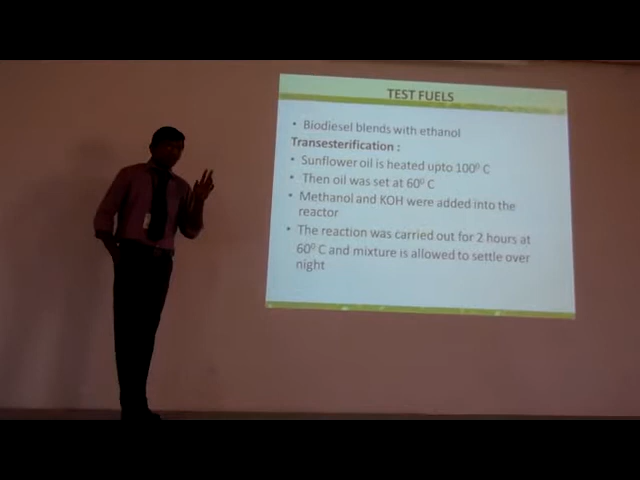 TEST FUELS
• Biodiesel blends with ethanol
Transesterification :
• Sunflower oil is heated upto 100⁰ C
• Then oil was set at 60⁰ C
• Methanol and KOH were added into the
reactor
• The reaction was carried out for 2 hours at
60⁰ C and mixture is allowed to settle over
night